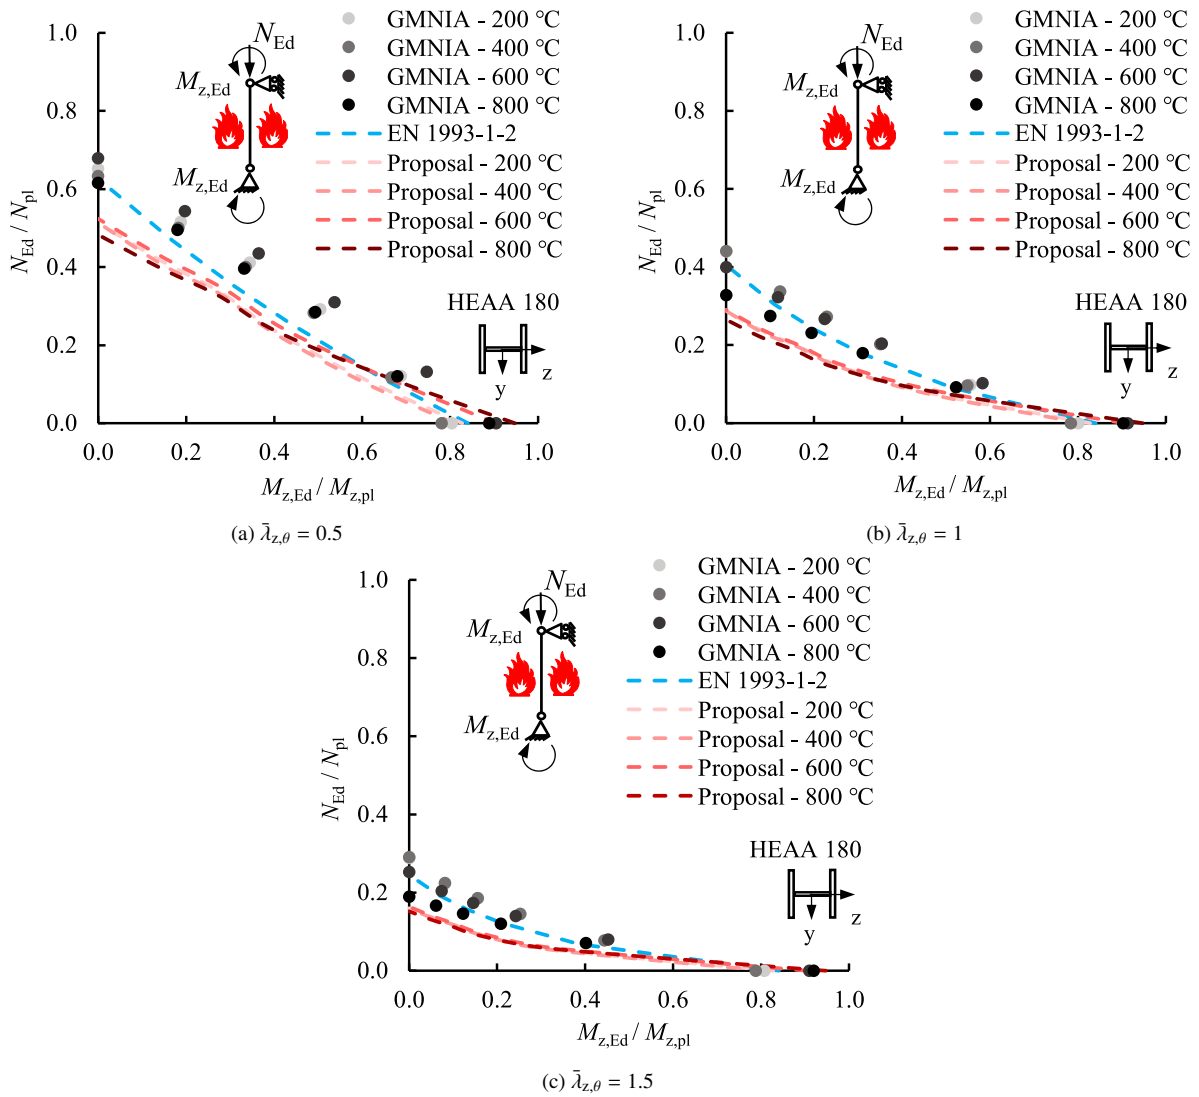 1.0
0.8
0.6
0.4
0.2
0.0
N_Ed / N_pl
0.0 0.2 0.4 0.6 0.8 1.0
M_z,Ed / M_z,pl
N_Ed
M_z,Ed
M_z,Ed
GMNIA - 200 °C
GMNIA - 400 °C
GMNIA - 600 °C
GMNIA - 800 °C
EN 1993-1-2
Proposal - 200 °C
Proposal - 400 °C
Proposal - 600 °C
Proposal - 800 °C
HEAA 180
y
z
(a) λ̄_z,θ = 0.5
1.0
0.8
0.6
0.4
0.2
0.0
N_Ed / N_pl
0.0 0.2 0.4 0.6 0.8 1.0
M_z,Ed / M_z,pl
N_Ed
M_z,Ed
M_z,Ed
GMNIA - 200 °C
GMNIA - 400 °C
GMNIA - 600 °C
GMNIA - 800 °C
EN 1993-1-2
Proposal - 200 °C
Proposal - 400 °C
Proposal - 600 °C
Proposal - 800 °C
HEAA 180
y
z
(b) λ̄_z,θ = 1
1.0
0.8
0.6
0.4
0.2
0.0
N_Ed / N_pl
0.0 0.2 0.4 0.6 0.8 1.0
M_z,Ed / M_z,pl
N_Ed
M_z,Ed
M_z,Ed
GMNIA - 200 °C
GMNIA - 400 °C
GMNIA - 600 °C
GMNIA - 800 °C
EN 1993-1-2
Proposal - 200 °C
Proposal - 400 °C
Proposal - 600 °C
Proposal - 800 °C
HEAA 180
y
z
(c) λ̄_z,θ = 1.5